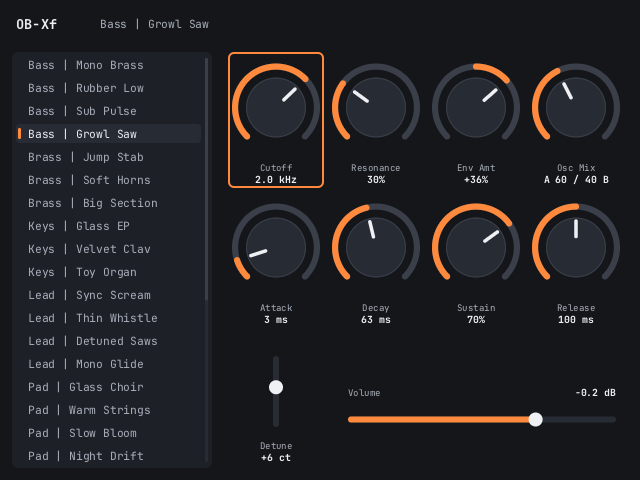 OB-Xf
Bass | Growl Saw
Bass | Mono Brass
Bass | Rubber Low
Bass | Sub Pulse
Bass | Growl Saw
Brass | Jump Stab
Brass | Soft Horns
Brass | Big Section
Keys | Glass EP
Keys | Velvet Clav
Keys | Toy Organ
Lead | Sync Scream
Lead | Thin Whistle
Lead | Detuned Saws
Lead | Mono Glide
Pad | Glass Choir
Pad | Warm Strings
Pad | Slow Bloom
Pad | Night Drift
Cutoff
2.0 kHz
Resonance
30%
Env Amt
+36%
Osc Mix
A 60 / 40 B
Attack
3 ms
Decay
63 ms
Sustain
70%
Release
100 ms
Detune
+6 ct
Volume
-0.2 dB